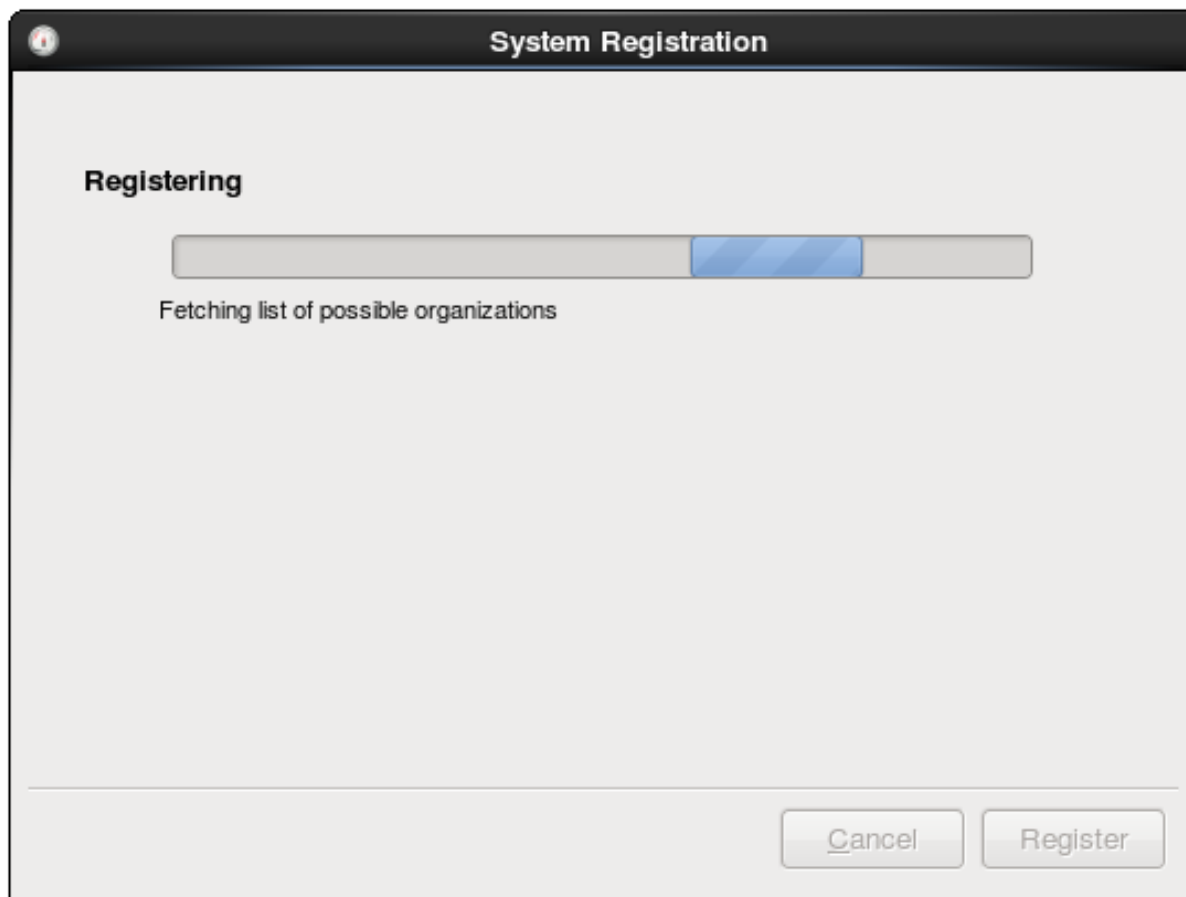 System Registration
Registering
Fetching list of possible organizations
Cancel
Register